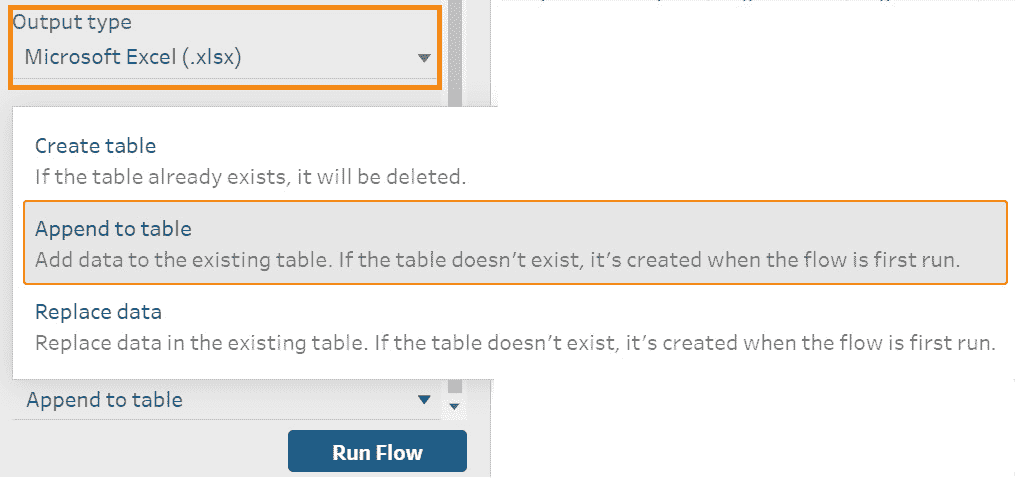 Output type
Microsoft Excel (.xlsx)
Create table
If the table already exists, it will be deleted.
Append to table
Add data to the existing table. If the table doesn't exist, it's created when the flow is first run.
Replace data
Replace data in the existing table. If the table doesn't exist, it's created when the flow is first run.
Append to table
Run Flow